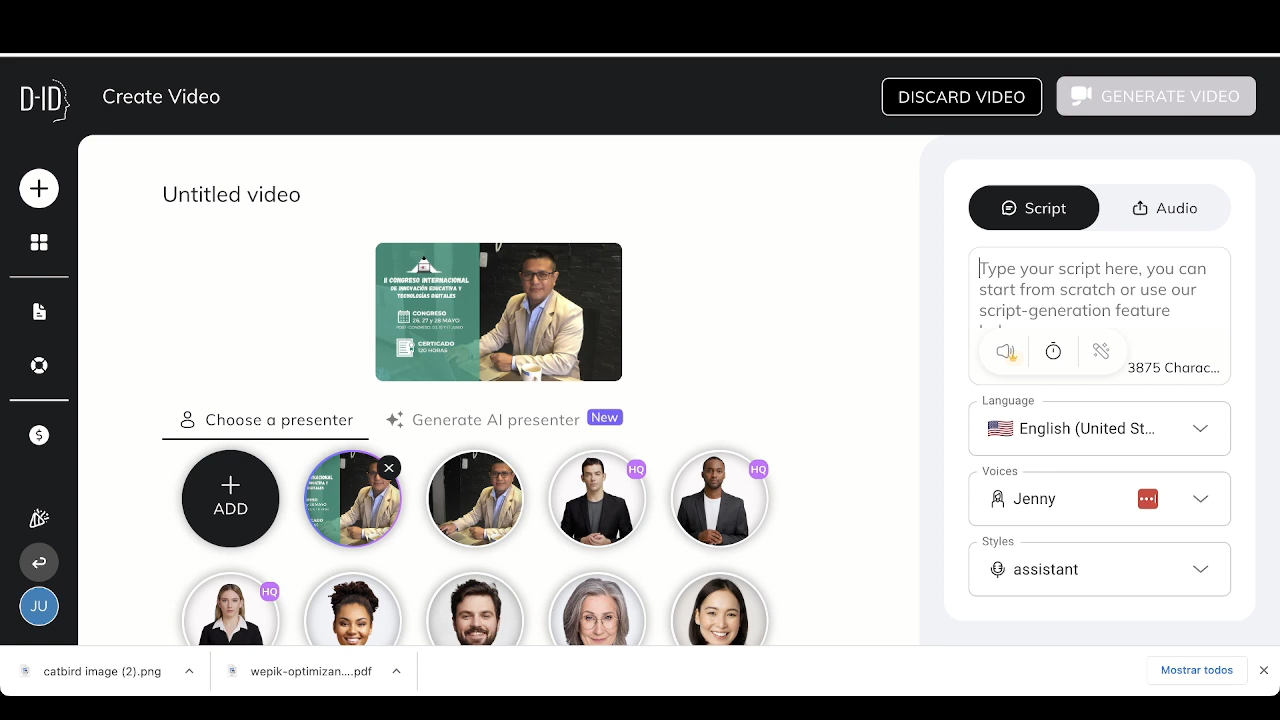 D-ID
Create Video
DISCARD VIDEO
GENERATE VIDEO
Untitled video
II CONGRESO INTERNACIONAL
DE INNOVACIÓN EDUCATIVA Y
TECNOLOGÍAS DIGITALES
CONGRESO
26, 27 y 28 MAYO
CERTICADO
120 HORAS
Choose a presenter
Generate AI presenter
New
ADD
HQ
HQ
HQ
JU
Script
Audio
Type your script here, you can
start from scratch or use our
script-generation feature
3875 Charac...
Language
English (United St...
Voices
Jenny
Styles
assistant
catbird image (2).png
wepik-optimizan....pdf
Mostrar todos